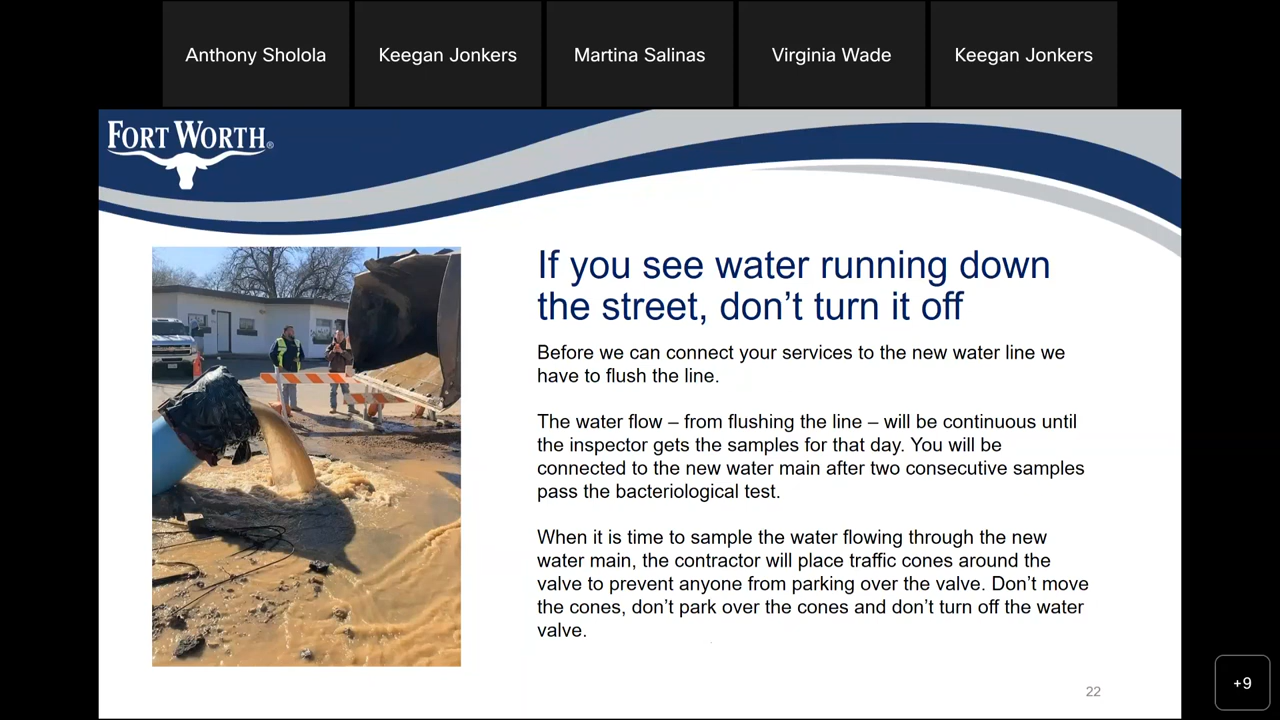 Anthony Sholola
Keegan Jonkers
Martina Salinas
Virginia Wade
Keegan Jonkers
FORT WORTH®
If you see water running down
the street, don’t turn it off
Before we can connect your services to the new water line we
have to flush the line.
The water flow – from flushing the line – will be continuous until
the inspector gets the samples for that day. You will be
connected to the new water main after two consecutive samples
pass the bacteriological test.
When it is time to sample the water flowing through the new
water main, the contractor will place traffic cones around the
valve to prevent anyone from parking over the valve. Don’t move
the cones, don’t park over the cones and don’t turn off the water
valve.
22
+9